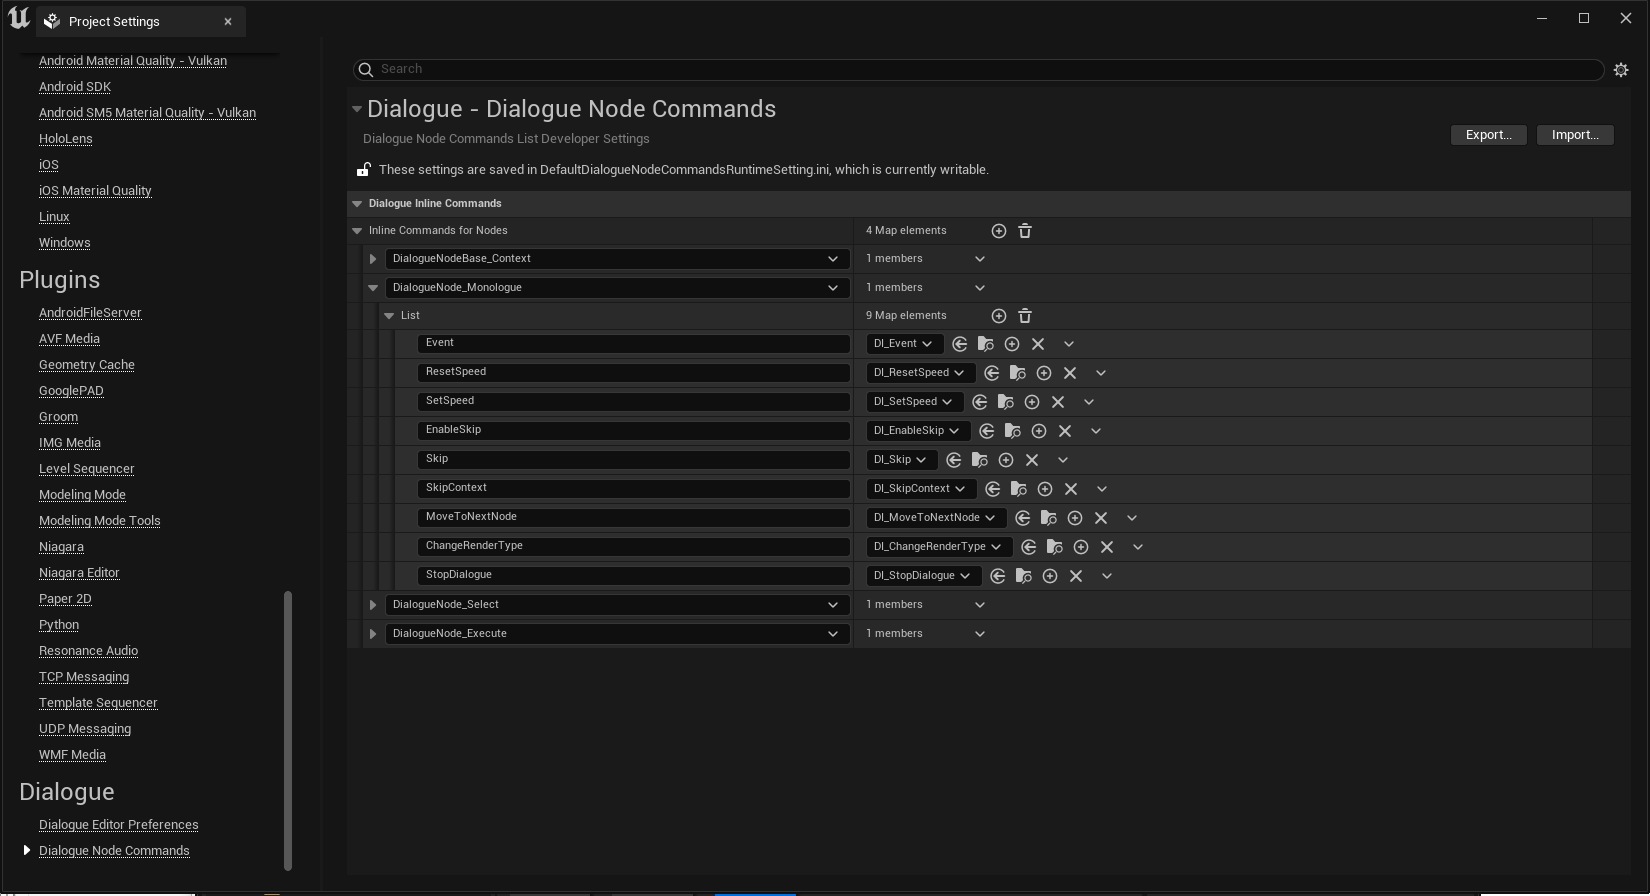 Project Settings
Android Material Quality - Vulkan
Android SDK
Android SM5 Material Quality - Vulkan
HoloLens
iOS
iOS Material Quality
Linux
Windows
Plugins
AndroidFileServer
AVF Media
Geometry Cache
GooglePAD
Groom
IMG Media
Level Sequencer
Modeling Mode
Modeling Mode Tools
Niagara
Niagara Editor
Paper 2D
Python
Resonance Audio
TCP Messaging
Template Sequencer
UDP Messaging
WMF Media
Dialogue
Dialogue Editor Preferences
Dialogue Node Commands
Search
Dialogue - Dialogue Node Commands
Dialogue Node Commands List Developer Settings
Export... Import...
These settings are saved in DefaultDialogueNodeCommandsRuntimeSetting.ini, which is currently writable.
Dialogue Inline Commands
Inline Commands for Nodes 4 Map elements
DialogueNodeBase_Context 1 members
DialogueNode_Monologue 1 members
List 9 Map elements
Event DI_Event
ResetSpeed DI_ResetSpeed
SetSpeed DI_SetSpeed
EnableSkip DI_EnableSkip
Skip DI_Skip
SkipContext DI_SkipContext
MoveToNextNode DI_MoveToNextNode
ChangeRenderType DI_ChangeRenderType
StopDialogue DI_StopDialogue
DialogueNode_Select 1 members
DialogueNode_Execute 1 members